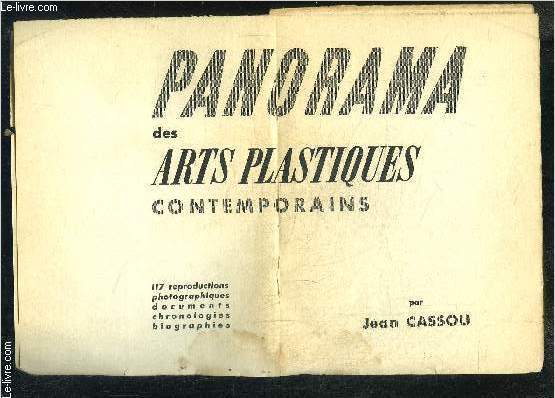 Le-livre.com
PANORAMA
des
ARTS PLASTIQUES
CONTEMPORAINS
117 reproductions
photographiques
documents
chronologies
biographies
par
Jean CASSOU
Le-livre.com